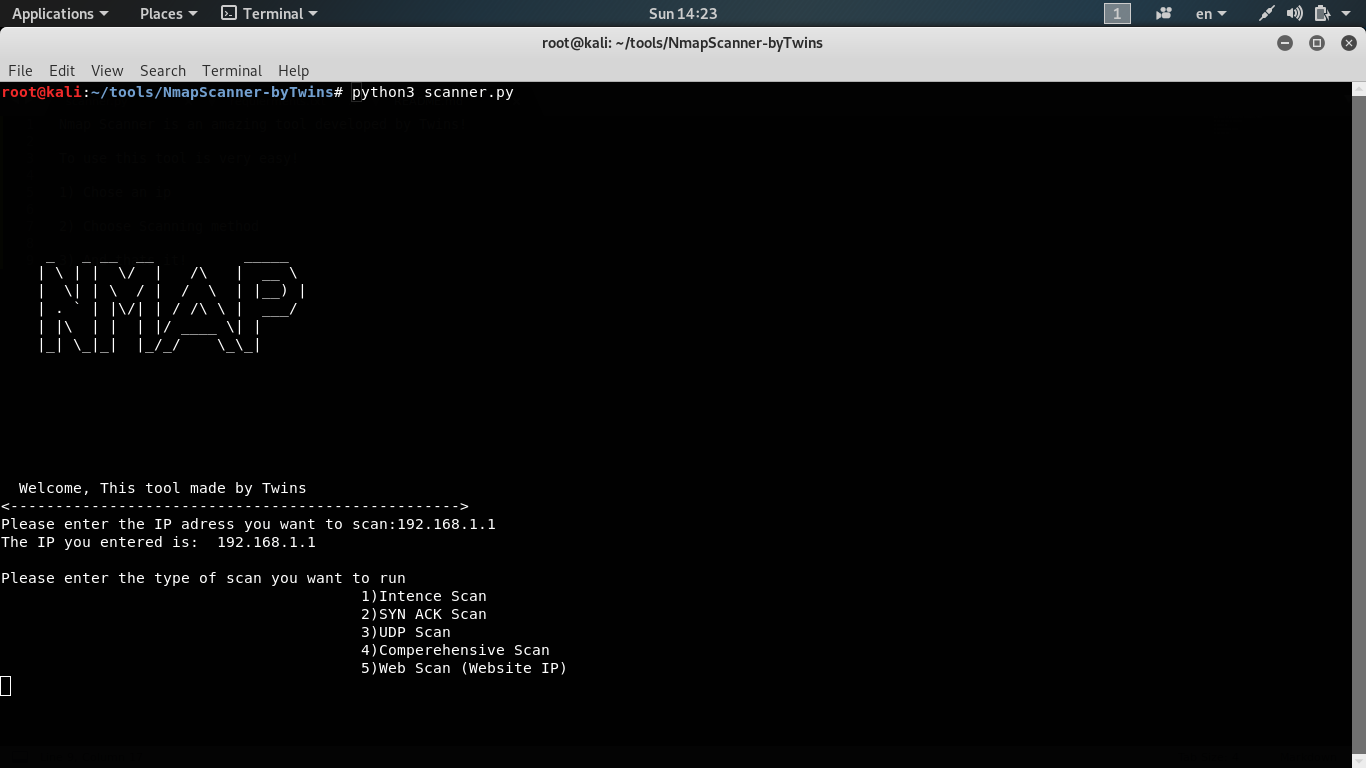 Applications Places Terminal Sun 14:23 1 en
root@kali: ~/tools/NmapScanner-byTwins
File Edit View Search Terminal Help
root@kali:~/tools/NmapScanner-byTwins# python3 scanner.py
NMAP
Welcome, This tool made by Twins
<-------------------------------------------------->
Please enter the IP adress you want to scan:192.168.1.1
The IP you entered is:  192.168.1.1
Please enter the type of scan you want to run
1)Intence Scan
2)SYN ACK Scan
3)UDP Scan
4)Comperehensive Scan
5)Web Scan (Website IP)